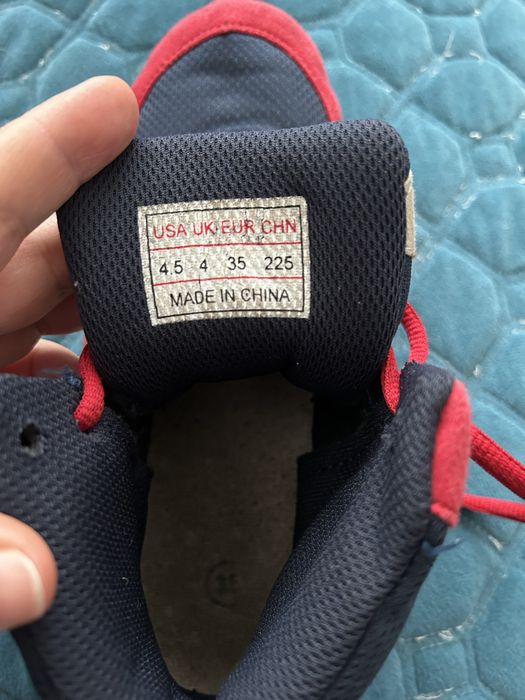 USA UK EUR CHN
4.5 4 35 225
MADE IN CHINA